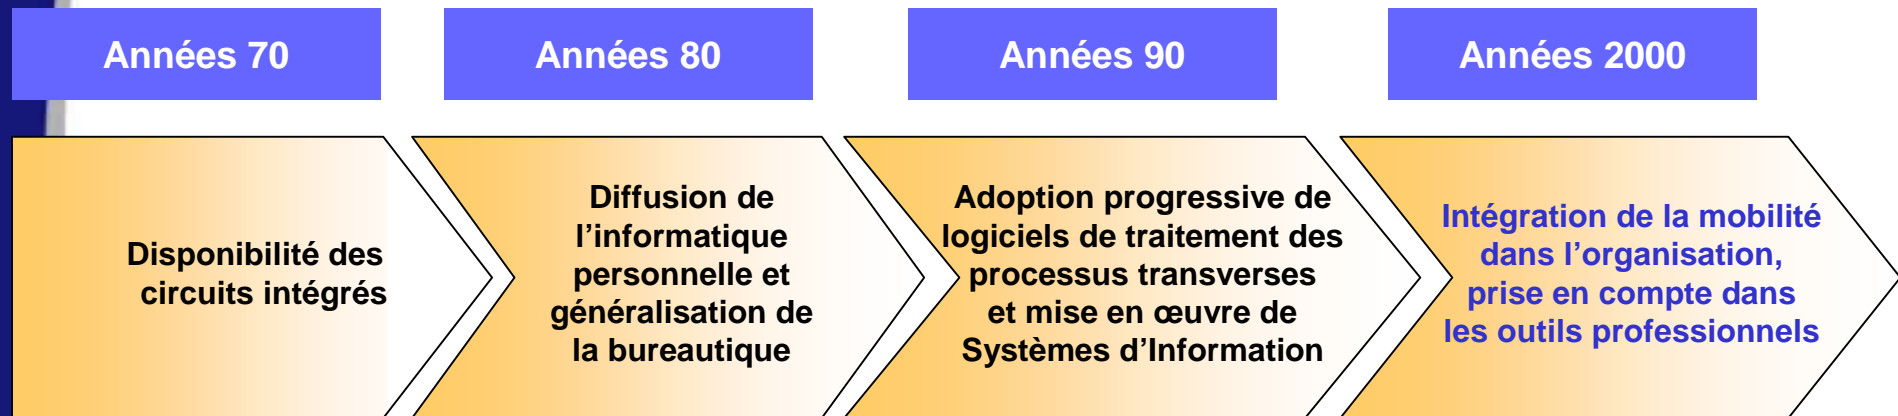 Années 70
Années 80
Années 90
Années 2000
Disponibilité des
circuits intégrés
Diffusion de
l’informatique
personnelle et
généralisation de
la bureautique
Adoption progressive de
logiciels de traitement des
processus transverses
et mise en œuvre de
Systèmes d’Information
Intégration de la mobilité
dans l’organisation,
prise en compte dans
les outils professionnels